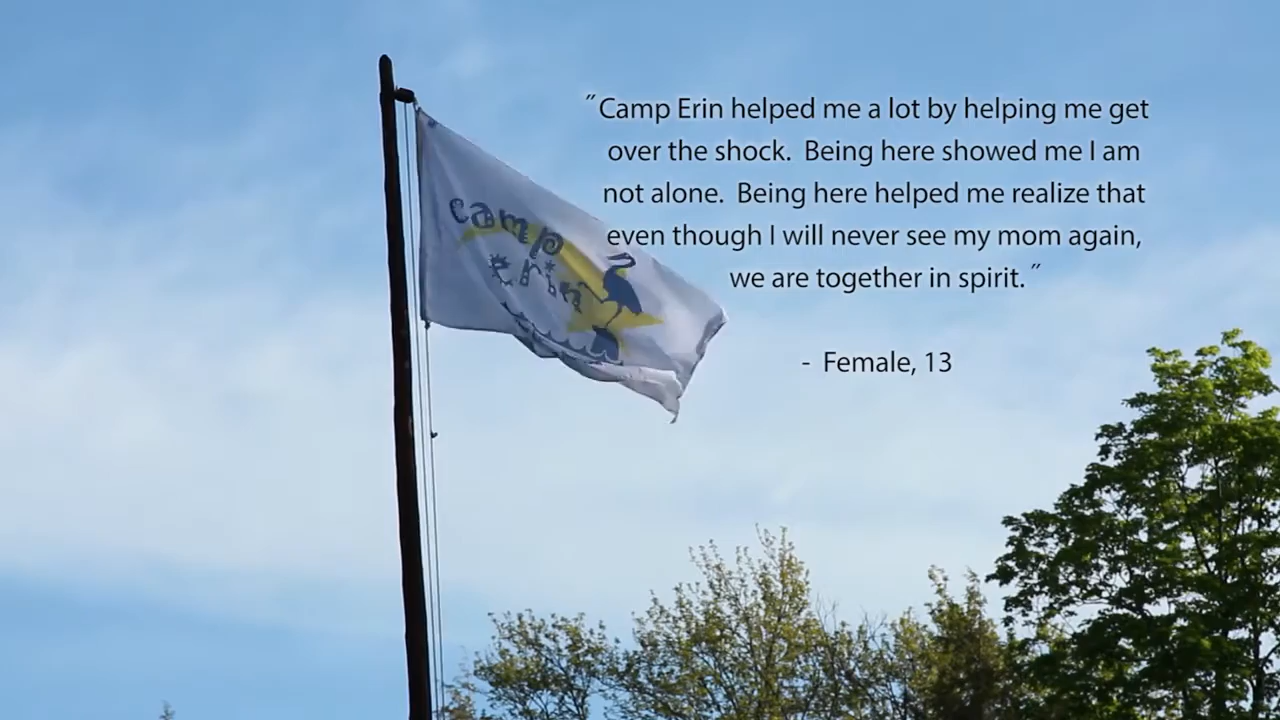 "Camp Erin helped me a lot by helping me get
over the shock.  Being here showed me I am
not alone.  Being here helped me realize that
even though I will never see my mom again,
we are together in spirit."
-  Female, 13
camp
erin